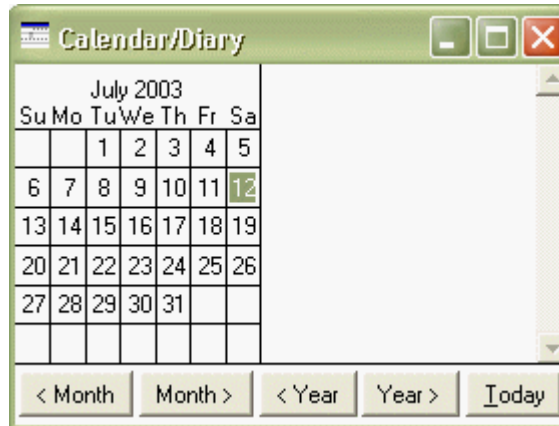 Calendar/Diary
July 2003
Su Mo Tu We Th Fr Sa
1 2 3 4 5
6 7 8 9 10 11 12
13 14 15 16 17 18 19
20 21 22 23 24 25 26
27 28 29 30 31
< Month Month > < Year Year > Today